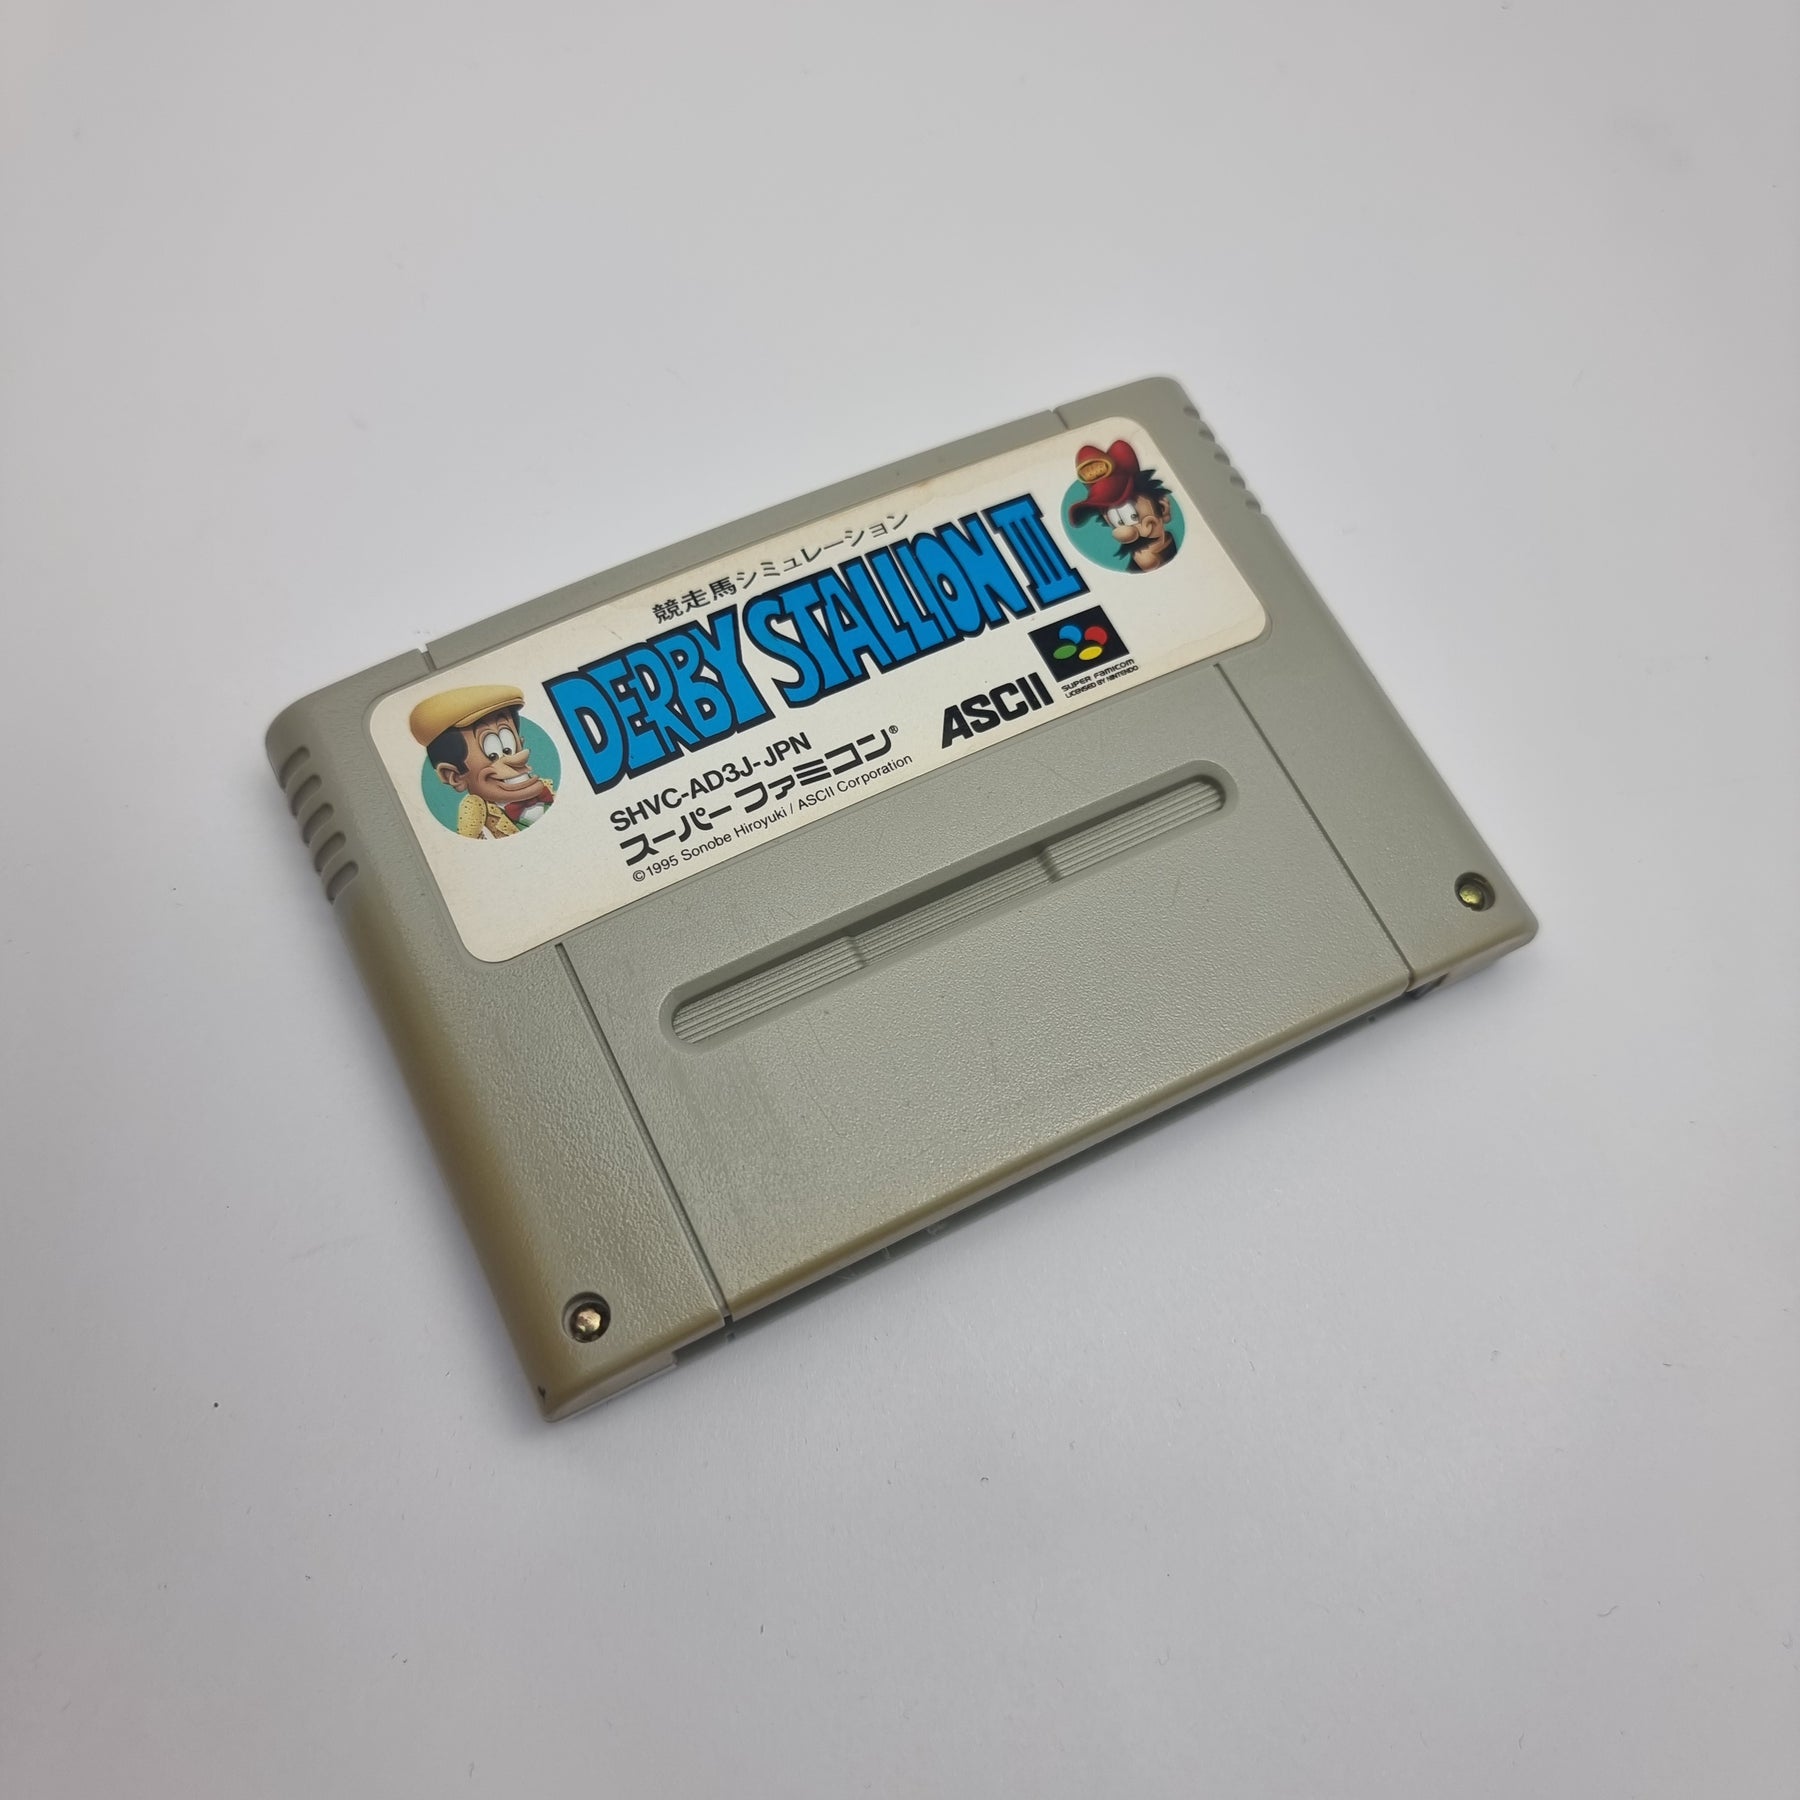 競走馬シミュレーション
DERBY STALLION III
SHVC-AD3J-JPN
スーパーファミコン®
©1995 Sonobe Hiroyuki / ASCII Corporation
ASCII
SUPER FAMICOM
LICENSED BY NINTENDO